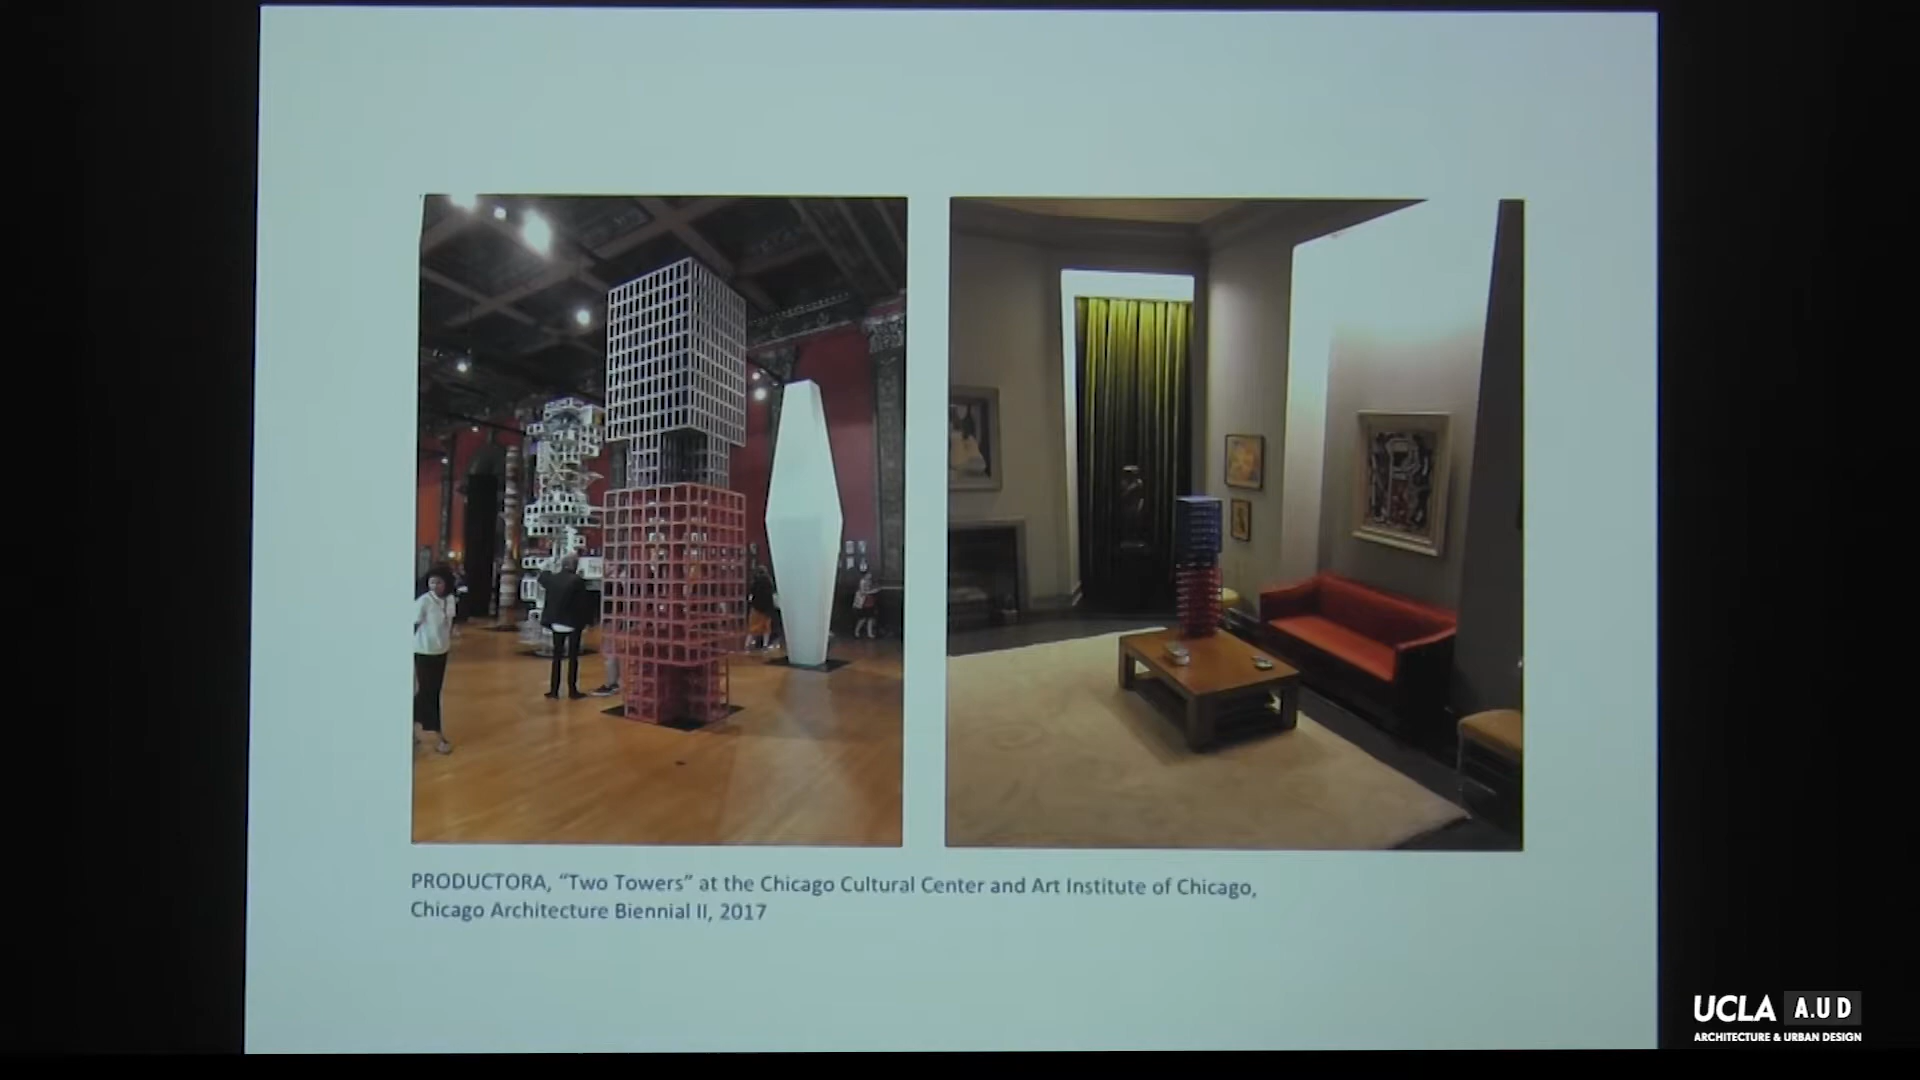 PRODUCTORA, “Two Towers” at the Chicago Cultural Center and Art Institute of Chicago,
Chicago Architecture Biennial II, 2017
UCLA A.U D
ARCHITECTURE & URBAN DESIGN